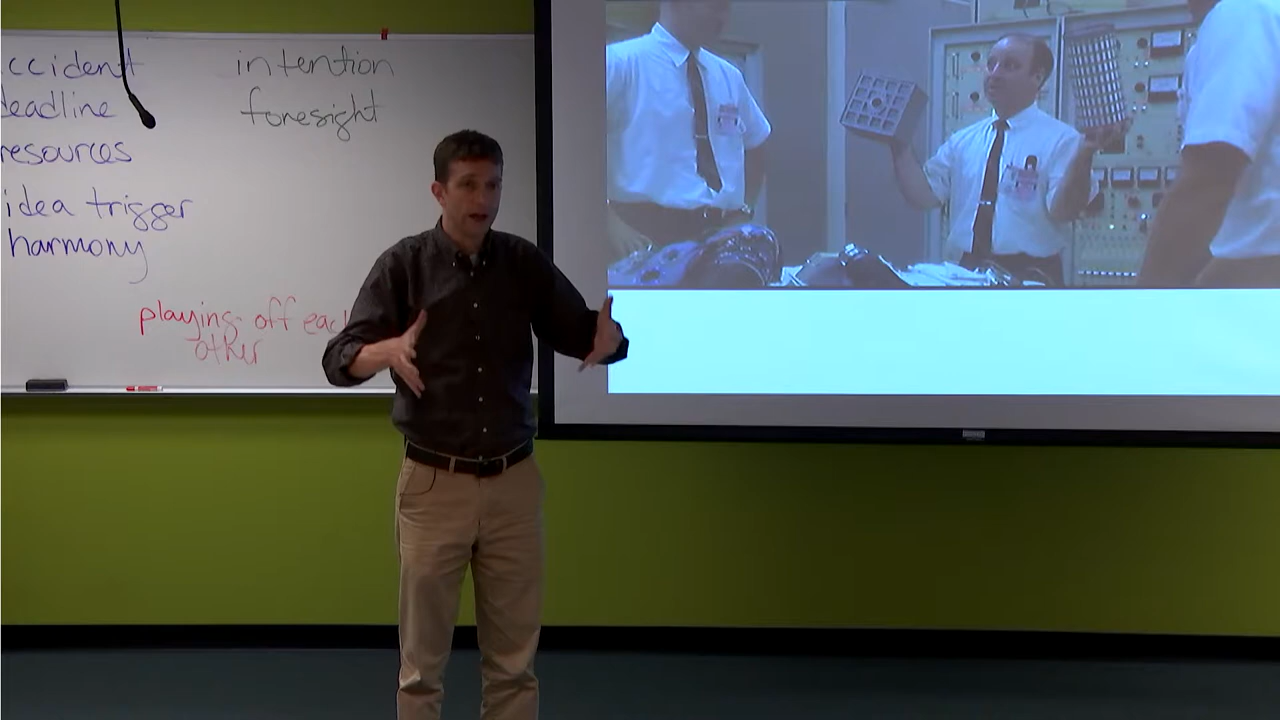 ccident
deadline
resources
idea trigger
harmony
intention
foresight
playing-off each
other